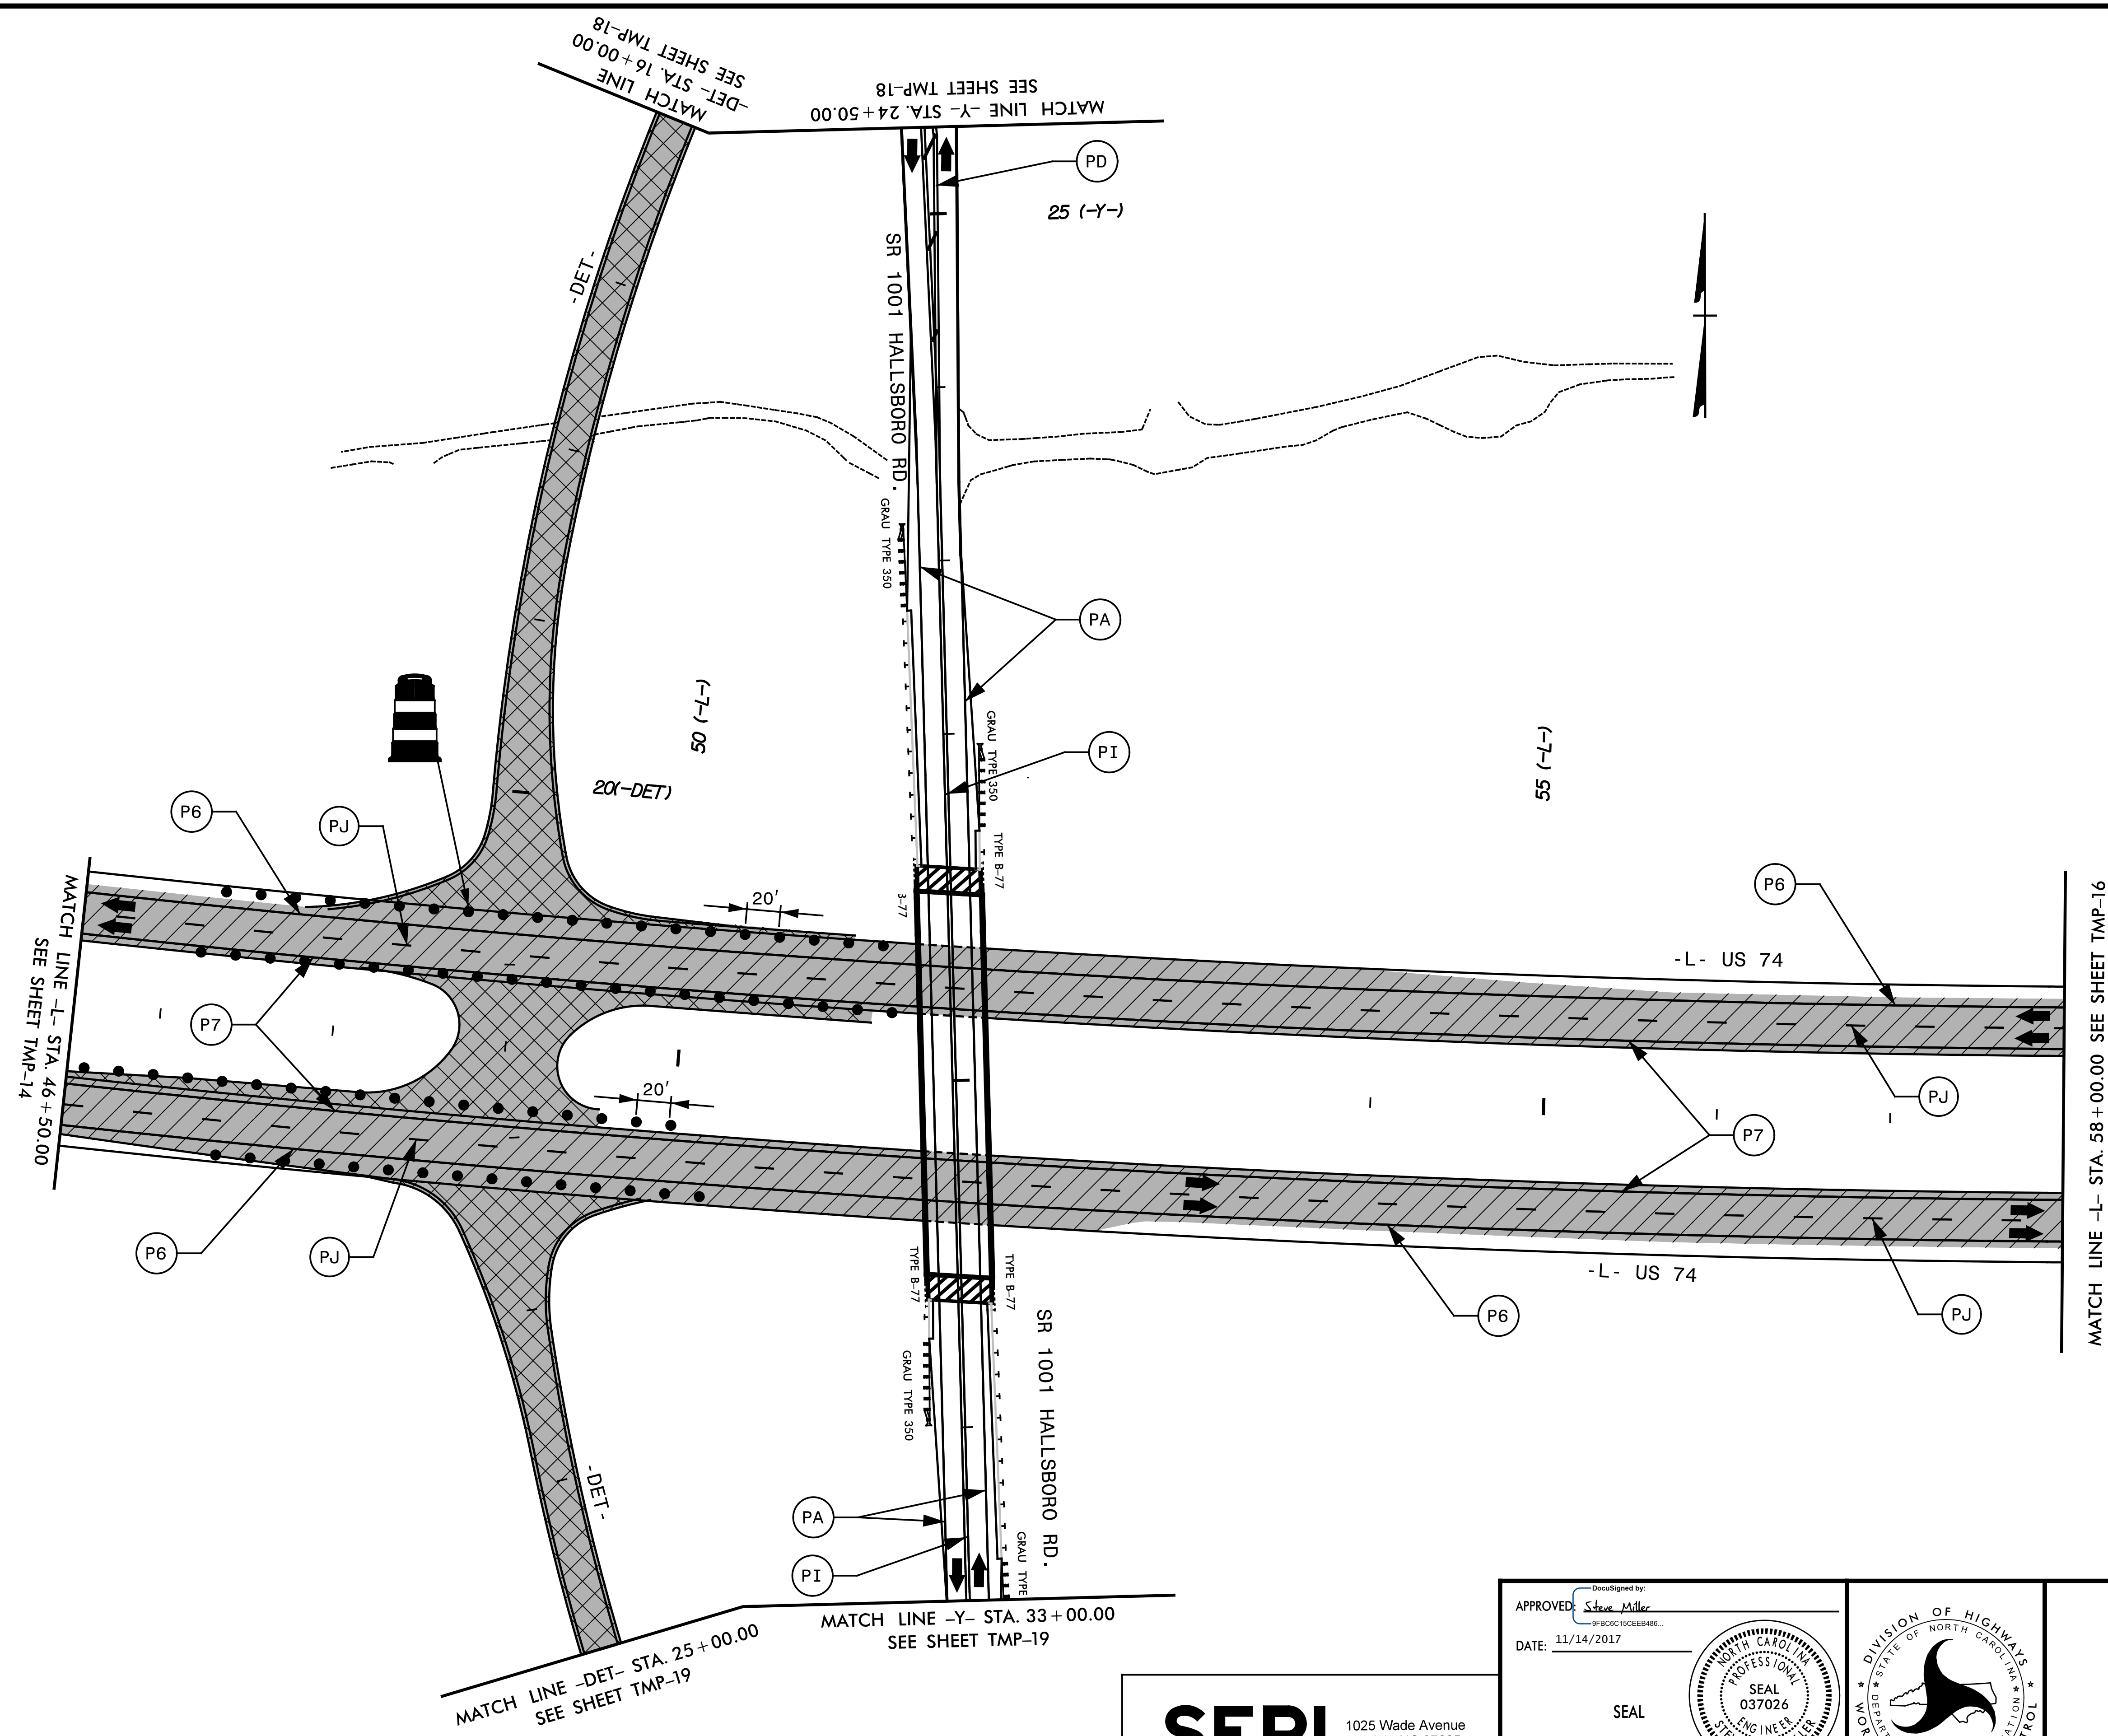 MATCH LINE
-DET- STA. 16+00.00
SEE SHEET TMP-18
MATCH LINE -Y- STA. 24+50.00
SEE SHEET TMP-18
PD
25 (-Y-)
-DET-
SR 1001 HALLSBORO RD.
GRAU TYPE 350
PA
GRAU TYPE 350
PI
50 (-L-)
55 (-L-)
20(-DET)
P6
PJ
TYPE B-77
3-77
20'
P6
-L- US 74
MATCH LINE -L- STA. 46+50.00
SEE SHEET TMP-14
MATCH LINE -L- STA. 58+00.00 SEE SHEET TMP-16
P7
20'
PJ
P7
P6
PJ
TYPE B-77
TYPE B-77
-L- US 74
P6
PJ
GRAU TYPE 350
SR 1001 HALLSBORO RD.
-DET-
PA
PI
GRAU TYPE
MATCH LINE -Y- STA. 33+00.00
SEE SHEET TMP-19
MATCH LINE -DET- STA. 25+00.00
SEE SHEET TMP-19
DocuSigned by:
APPROVED: Steve Miller
9FBC6C15CEEB486...
DATE: 11/14/2017
SEAL
NORTH CAROLINA
PROFESSIONAL
SEAL
037026
ENGINEER
DIVISION OF HIGHWAYS
STATE OF NORTH CAROLINA
1025 Wade Avenue